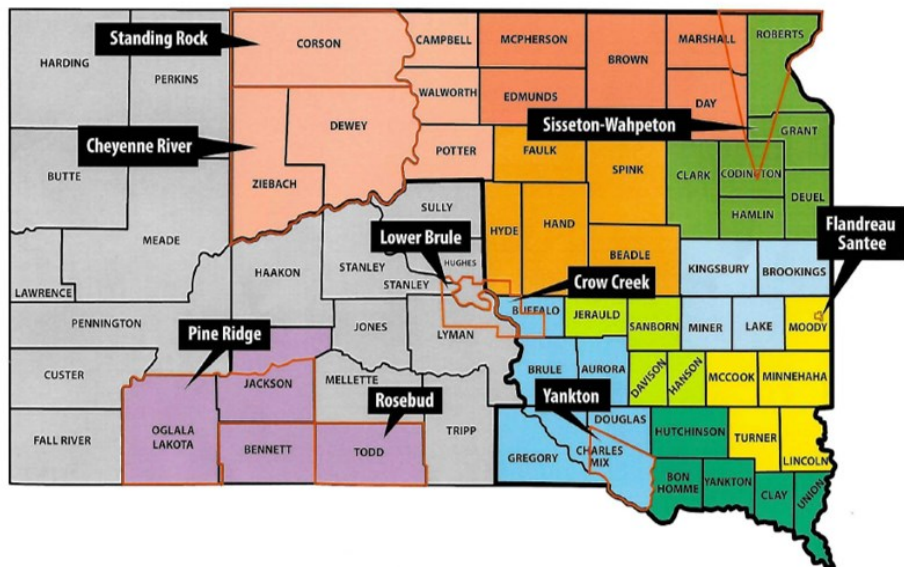 Standing Rock
CORSON
CAMPBELL
MCPHERSON
BROWN
MARSHALL
ROBERTS
HARDING
PERKINS
WALWORTH
EDMUNDS
DAY
DEWEY
Sisseton-Wahpeton
GRANT
Cheyenne River
POTTER
FAULK
SPINK
CLARK
CODINGTON
BUTTE
ZIEBACH
DEUEL
SULLY
HYDE
HAND
HAMLIN
MEADE
Lower Brule
Flandreau
Santee
BEADLE
HAAKON
STANLEY
HUGHES
KINGSBURY
BROOKINGS
STANLEY
Crow Creek
LAWRENCE
BUFFALO
JERAULD
SANBORN
MINER
LAKE
MOODY
PENNINGTON
Pine Ridge
JONES
LYMAN
CUSTER
JACKSON
MELLETTE
BRULE
AURORA
DAVISON
HANSON
MCCOOK
MINNEHAHA
Rosebud
Yankton
FALL RIVER
OGLALA
LAKOTA
BENNETT
TODD
TRIPP
GREGORY
DOUGLAS
CHARLES
MIX
HUTCHINSON
TURNER
LINCOLN
BON
HOMME
YANKTON
CLAY
UNION